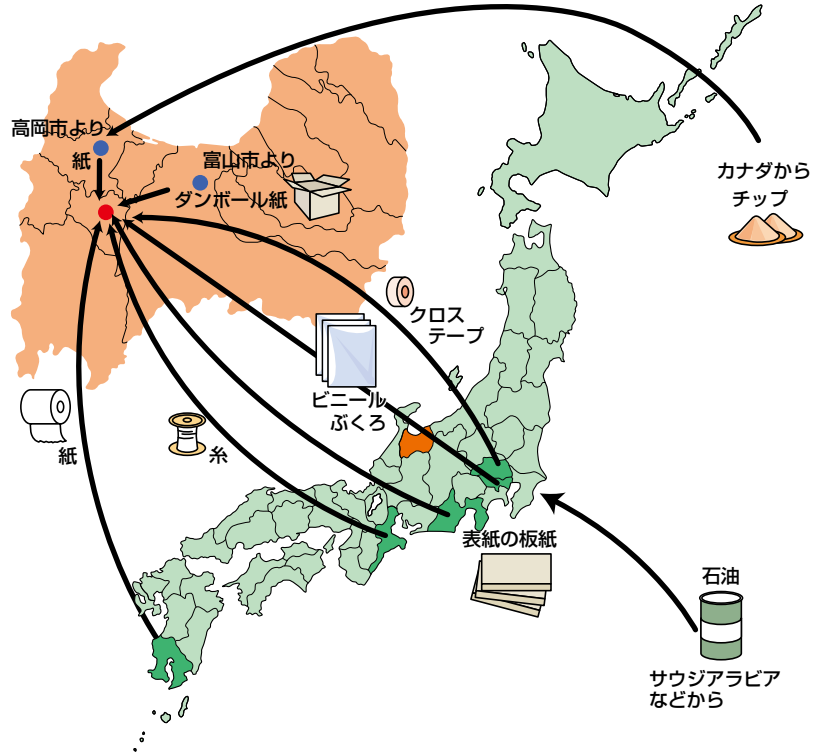 高岡市より
紙
富山市より
ダンボール紙
カナダから
チップ
クロス
テープ
ビニール
ぶくろ
紙
糸
表紙の板紙
石油
サウジアラビア
などから